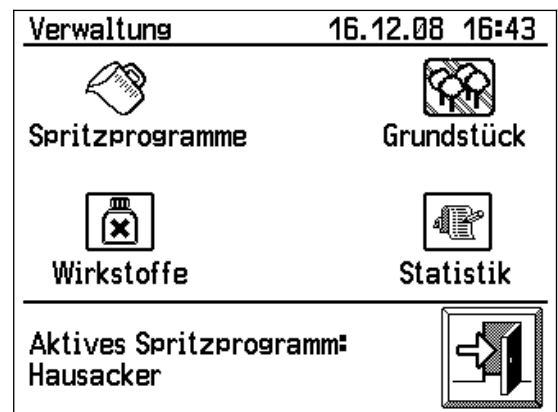 Verwaltung 16.12.08 16:43
Spritzprogramme Grundstück
Wirkstoffe Statistik
Aktives Spritzprogramm:
Hausacker